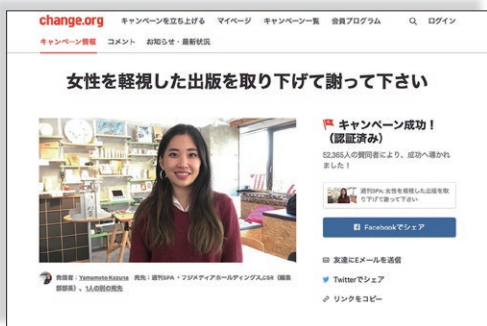 change.org キャンペーンを立ち上げる マイページ キャンペーン一覧 会員プログラム ログイン
キャンペーン情報 コメント お知らせ・最新状況
女性を軽視した出版を取り下げて謝って下さい
キャンペーン成功！
（認証済み）
52,365人の賛同者により、成功へ導かれ
ました！
週刊SPA: 女性を軽視した出版を取
り下げて謝って下さい
Facebookでシェア
友達にEメールを送信
Twitterでシェア
リンクをコピー
発信者：Yamamoto Kazuna 宛先：週刊SPA・フジメディアホールディングスCSR（編集
部部長）、1人の別の宛先